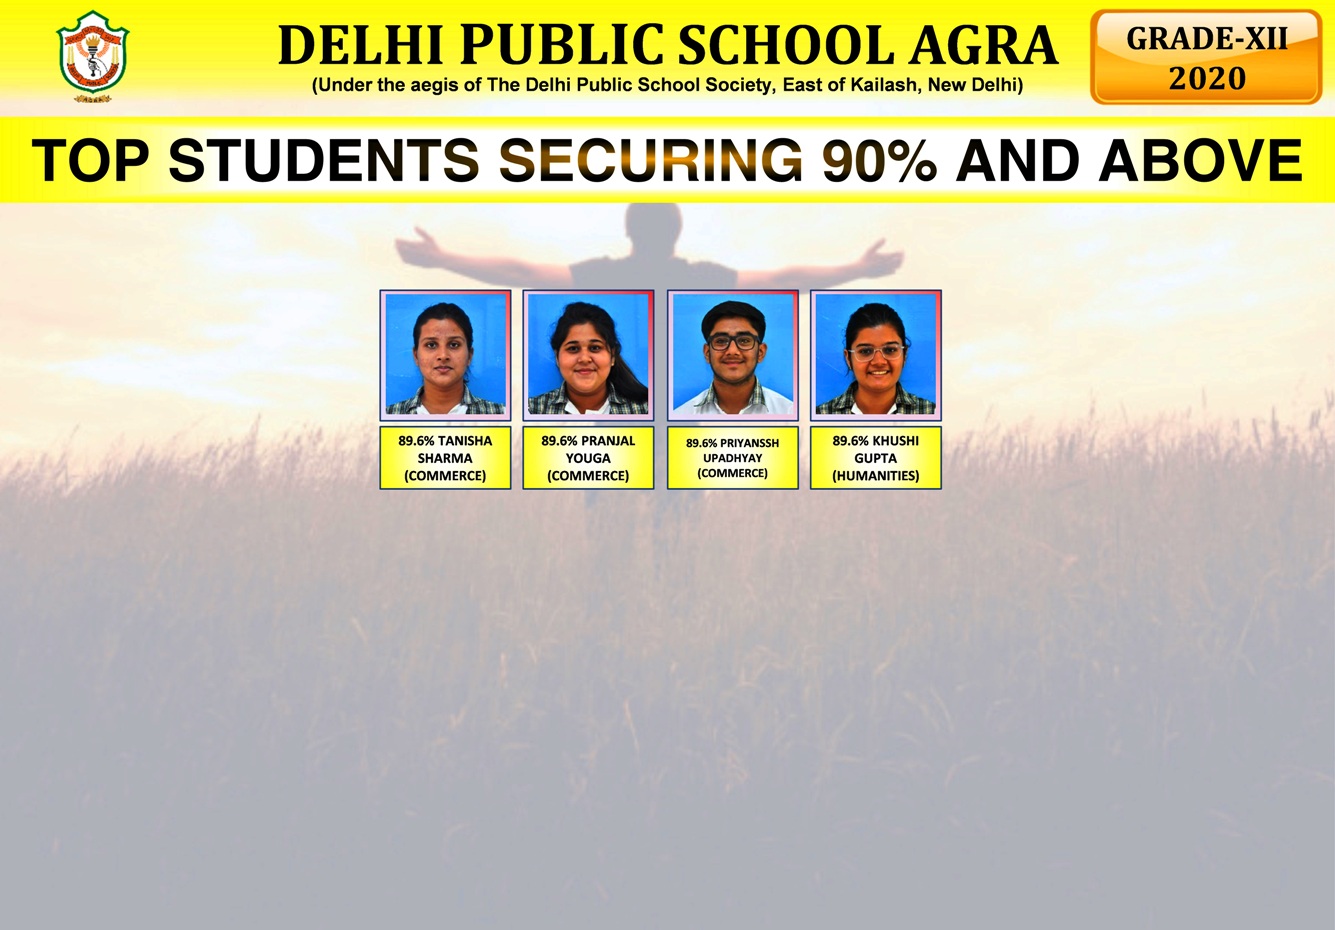 DELHI PUBLIC SCHOOL AGRA
(Under the aegis of The Delhi Public School Society, East of Kailash, New Delhi)
GRADE-XII
2020
AGRA
TOP STUDENTS SECURING 90% AND ABOVE
89.6% TANISHA
SHARMA
(COMMERCE)
89.6% PRANJAL
YOUGA
(COMMERCE)
89.6% PRIYANSSH
UPADHYAY
(COMMERCE)
89.6% KHUSHI
GUPTA
(HUMANITIES)